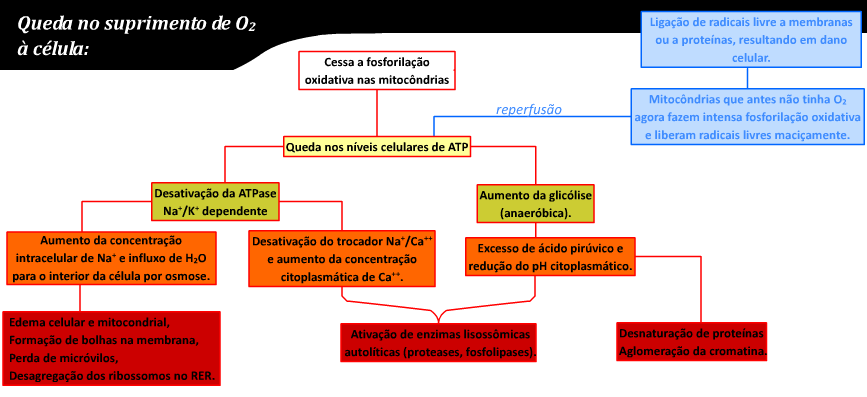 Queda no suprimento de O₂
à célula:
Ligação de radicais livre a membranas
ou a proteínas, resultando em dano
celular.
Cessa a fosforilação
oxidativa nas mitocôndrias
reperfusão
Mitocôndrias que antes não tinha O₂
agora fazem intensa fosforilação oxidativa
e liberam radicais livres maciçamente.
Queda nos níveis celulares de ATP
Desativação da ATPase
Na⁺/K⁺ dependente
Aumento da glicólise
(anaeróbica).
Aumento da concentração
intracelular de Na⁺ e influxo de H₂O
para o interior da célula por osmose.
Desativação do trocador Na⁺/Ca⁺⁺
e aumento da concentração
citoplasmática de Ca⁺⁺.
Excesso de ácido pirúvico e
redução do pH citoplasmático.
Edema celular e mitocondrial,
Formação de bolhas na membrana,
Perda de micróvilos,
Desagregação dos ribossomos no RER.
Ativação de enzimas lisossômicas
autolíticas (proteases, fosfolípases).
Desnaturação de proteínas
Aglomeração da cromatina.